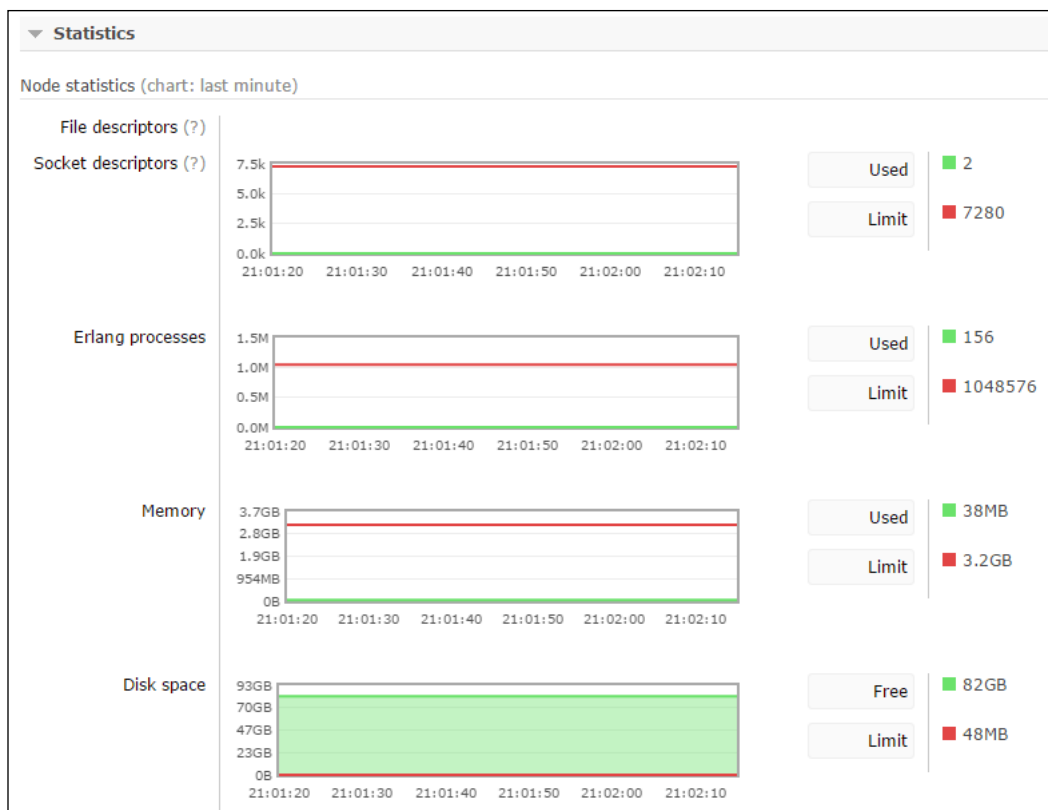 Statistics
Node statistics (chart: last minute)
File descriptors (?)
Socket descriptors (?)
7.5k
5.0k
2.5k
0.0k
21:01:20 21:01:30 21:01:40 21:01:50 21:02:00 21:02:10
Used 2
Limit 7280
Erlang processes
1.5M
1.0M
0.5M
0.0M
21:01:20 21:01:30 21:01:40 21:01:50 21:02:00 21:02:10
Used 156
Limit 1048576
Memory
3.7GB
2.8GB
1.9GB
954MB
0B
21:01:20 21:01:30 21:01:40 21:01:50 21:02:00 21:02:10
Used 38MB
Limit 3.2GB
Disk space
93GB
70GB
47GB
23GB
0B
21:01:20 21:01:30 21:01:40 21:01:50 21:02:00 21:02:10
Free 82GB
Limit 48MB